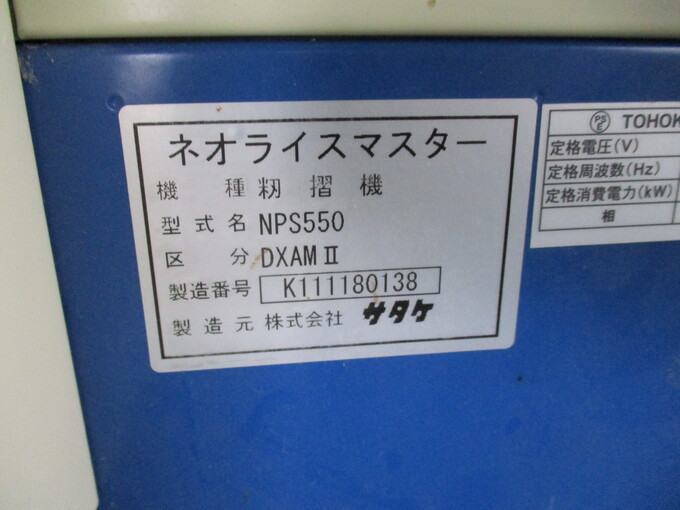 ネオライスマスター
機 種 籾摺機
型式名 NPS550
区 分 DXAMⅡ
製造番号 K111180138
製造元 株式会社 サタケ
PS E TOHOK
定格電圧(V)
定格周波数(Hz)
定格消費電力(kW)
相